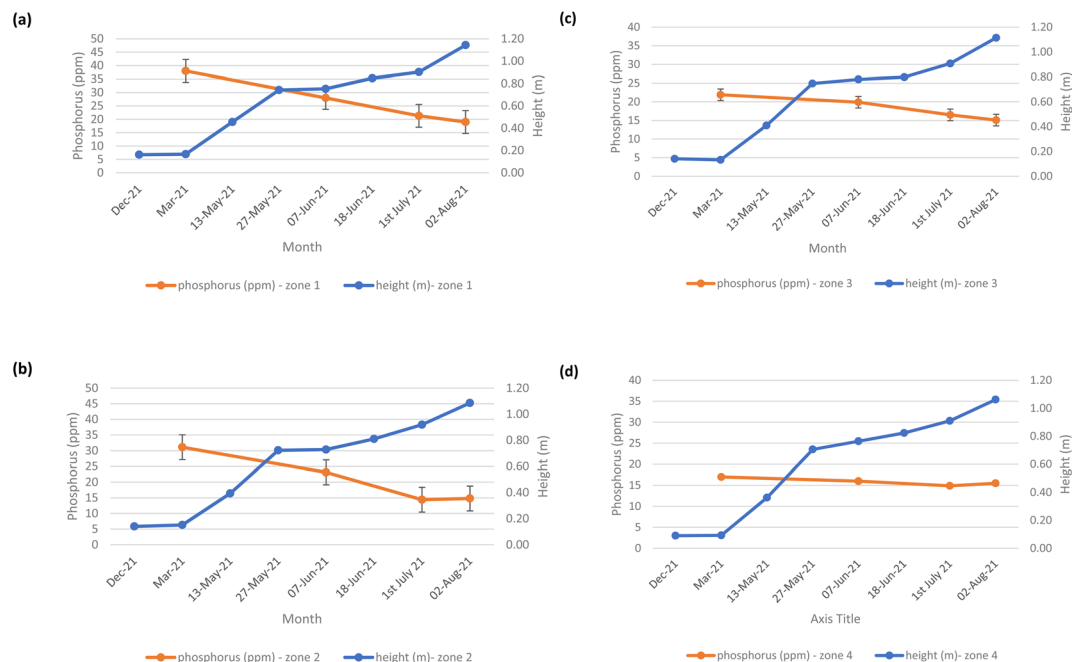 (a)
Phosphorus (ppm)
50
45
40
35
30
25
20
15
10
5
0
1.20
1.00
0.80
0.60
0.40
0.20
0.00
Height (m)
Dec-21
Mar-21
13-May-21
27-May-21
07-Jun-21
18-Jun-21
1st July 21
02-Aug-21
Month
phosphorus (ppm) - zone 1
height (m)- zone 1
(c)
Phosphorus (ppm)
40
35
30
25
20
15
10
5
0
1.20
1.00
0.80
0.60
0.40
0.20
0.00
Height (m)
Dec-21
Mar-21
13-May-21
27-May-21
07-Jun-21
18-Jun-21
1st July 21
02-Aug-21
Month
phosphorus (ppm) - zone 3
height (m)- zone 3
(b)
Phosphorus (ppm)
50
45
40
35
30
25
20
15
10
5
0
1.20
1.00
0.80
0.60
0.40
0.20
0.00
Height (m)
Dec-21
Mar-21
13-May-21
27-May-21
07-Jun-21
18-Jun-21
1st July 21
02-Aug-21
Month
phosphorus (ppm) - zone 2
height (m)- zone 2
(d)
Phosphorus (ppm)
40
35
30
25
20
15
10
5
0
1.20
1.00
0.80
0.60
0.40
0.20
0.00
Height (m)
Dec-21
Mar-21
13-May-21
27-May-21
07-Jun-21
18-Jun-21
1st July 21
02-Aug-21
Axis Title
phosphorus (ppm) - zone 4
height (m)- zone 4